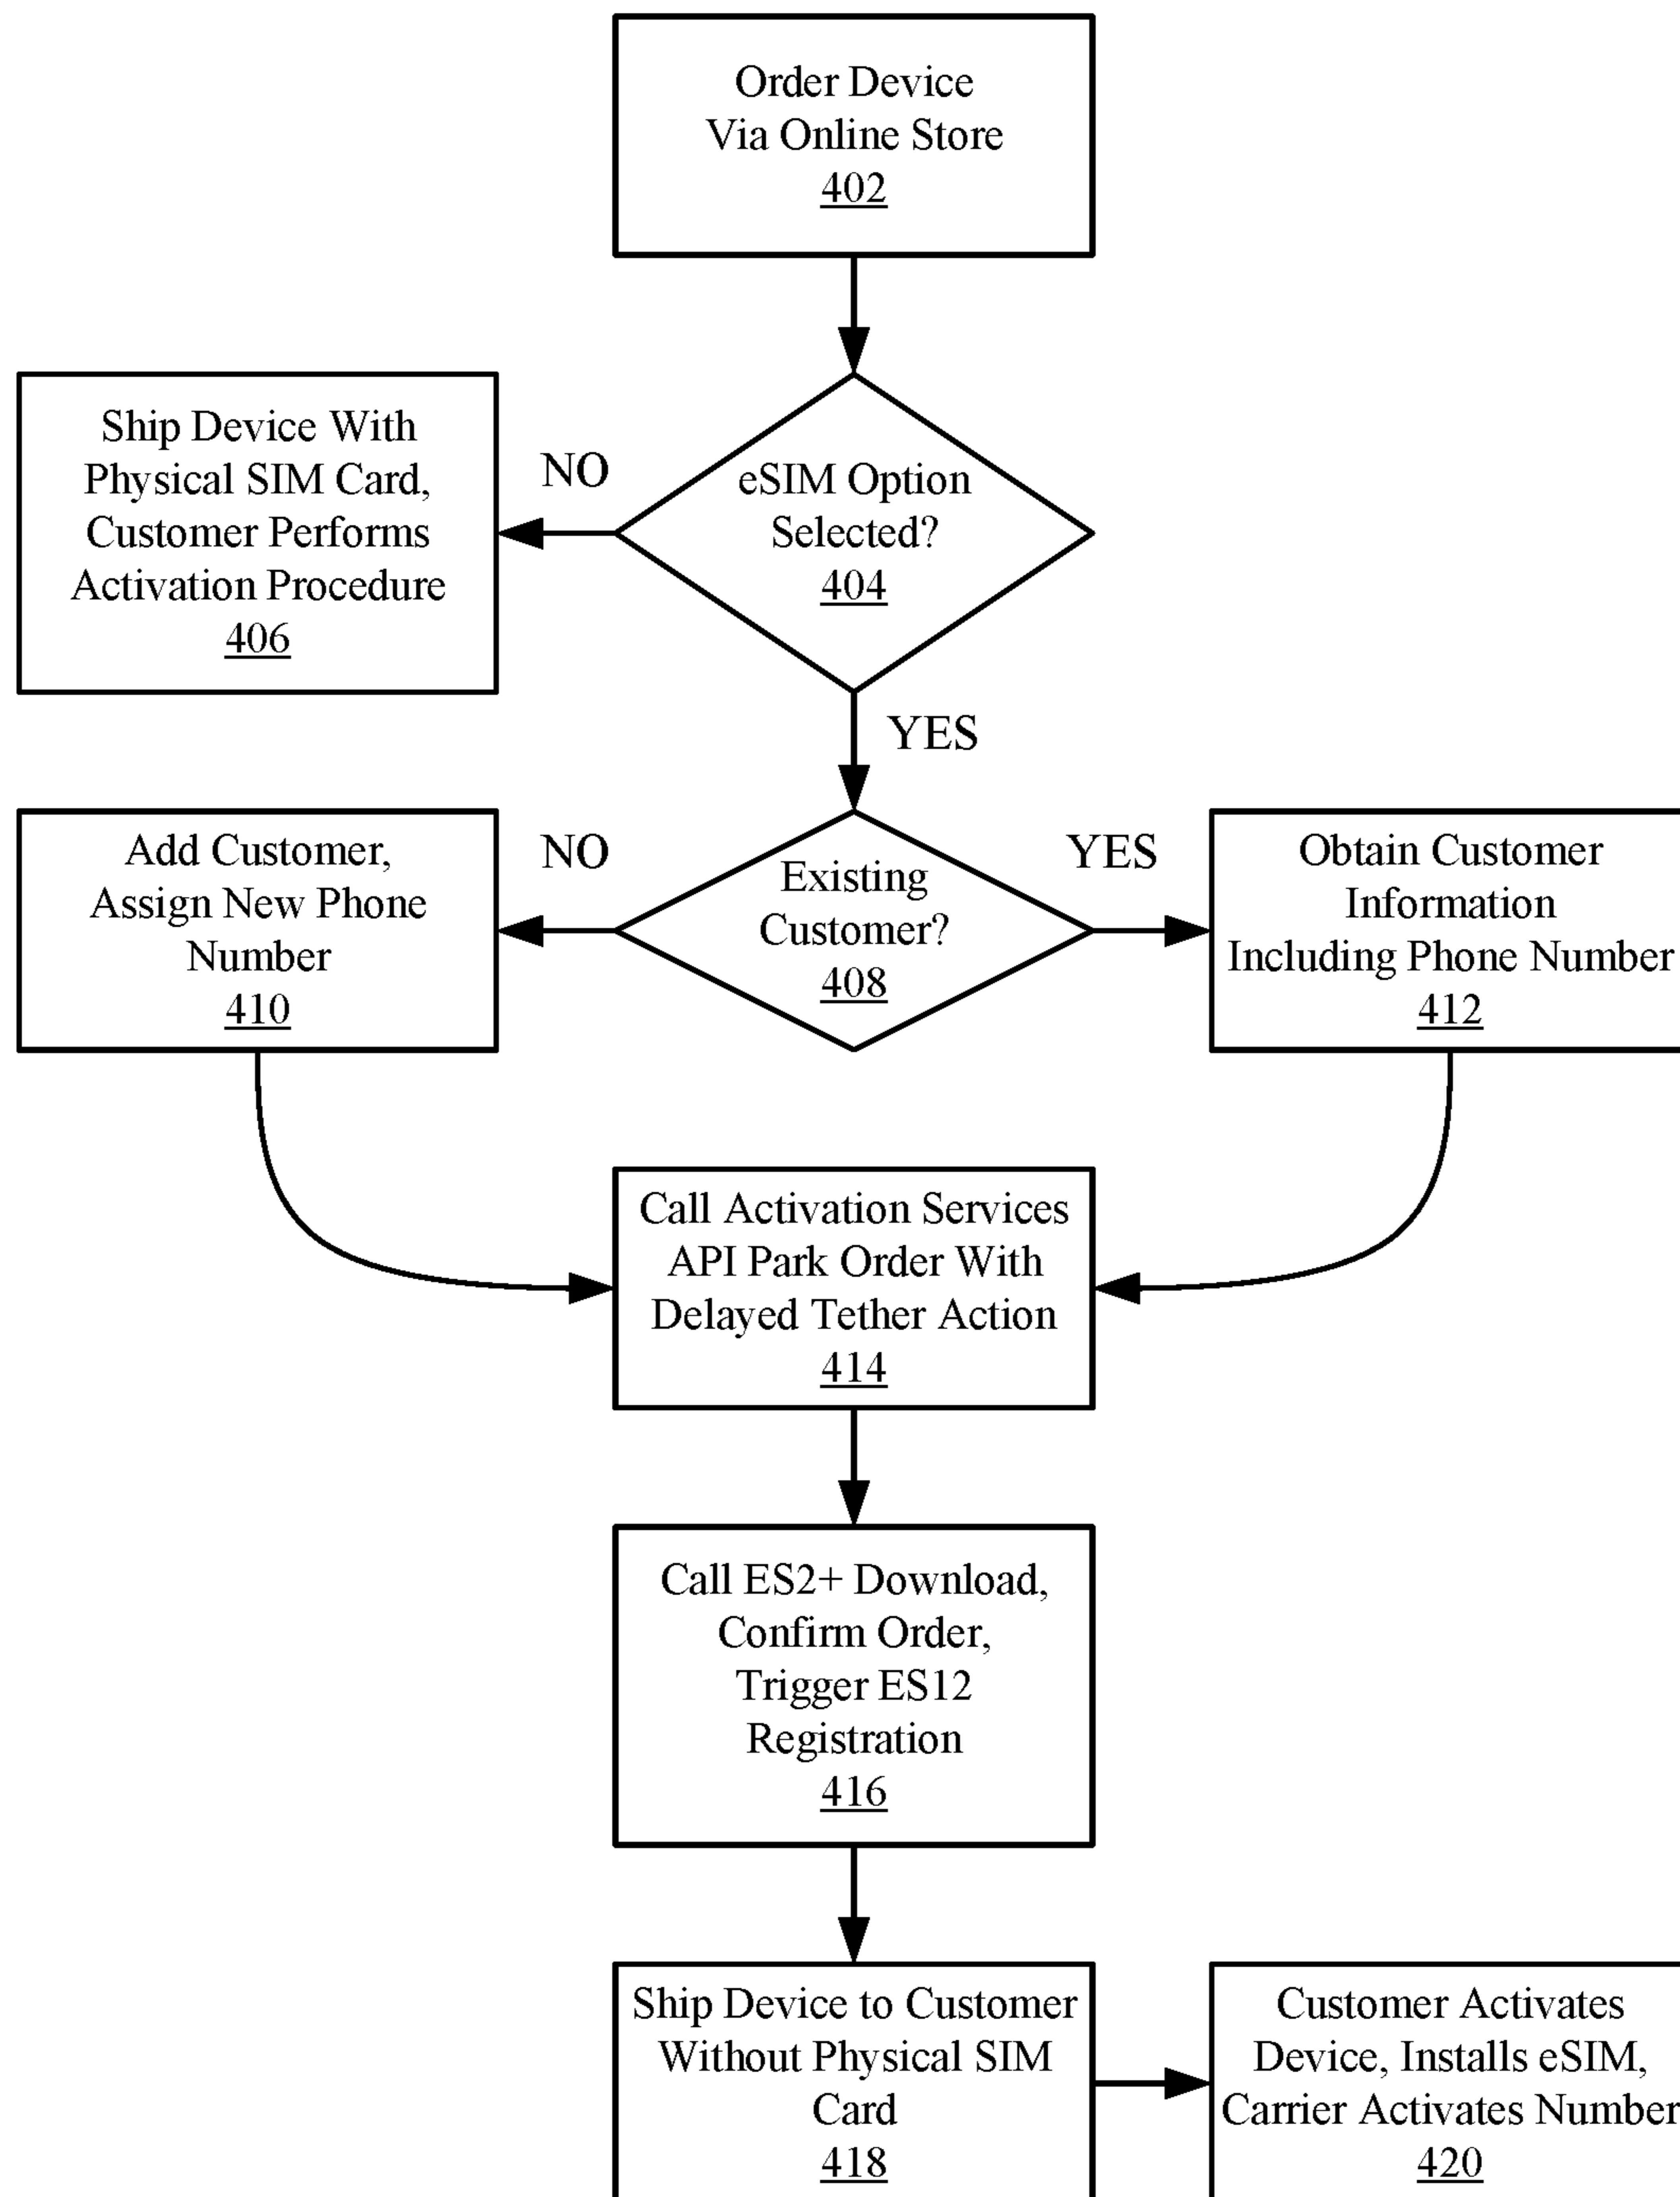 Order Device
Via Online Store
402
eSIM Option
Selected?
404
NO
Ship Device With
Physical SIM Card,
Customer Performs
Activation Procedure
406
YES
Existing
Customer?
408
NO
Add Customer,
Assign New Phone
Number
410
YES
Obtain Customer
Information
Including Phone Number
412
Call Activation Services
API Park Order With
Delayed Tether Action
414
Call ES2+ Download,
Confirm Order,
Trigger ES12
Registration
416
Ship Device to Customer
Without Physical SIM
Card
418
Customer Activates
Device, Installs eSIM,
Carrier Activates Number
420